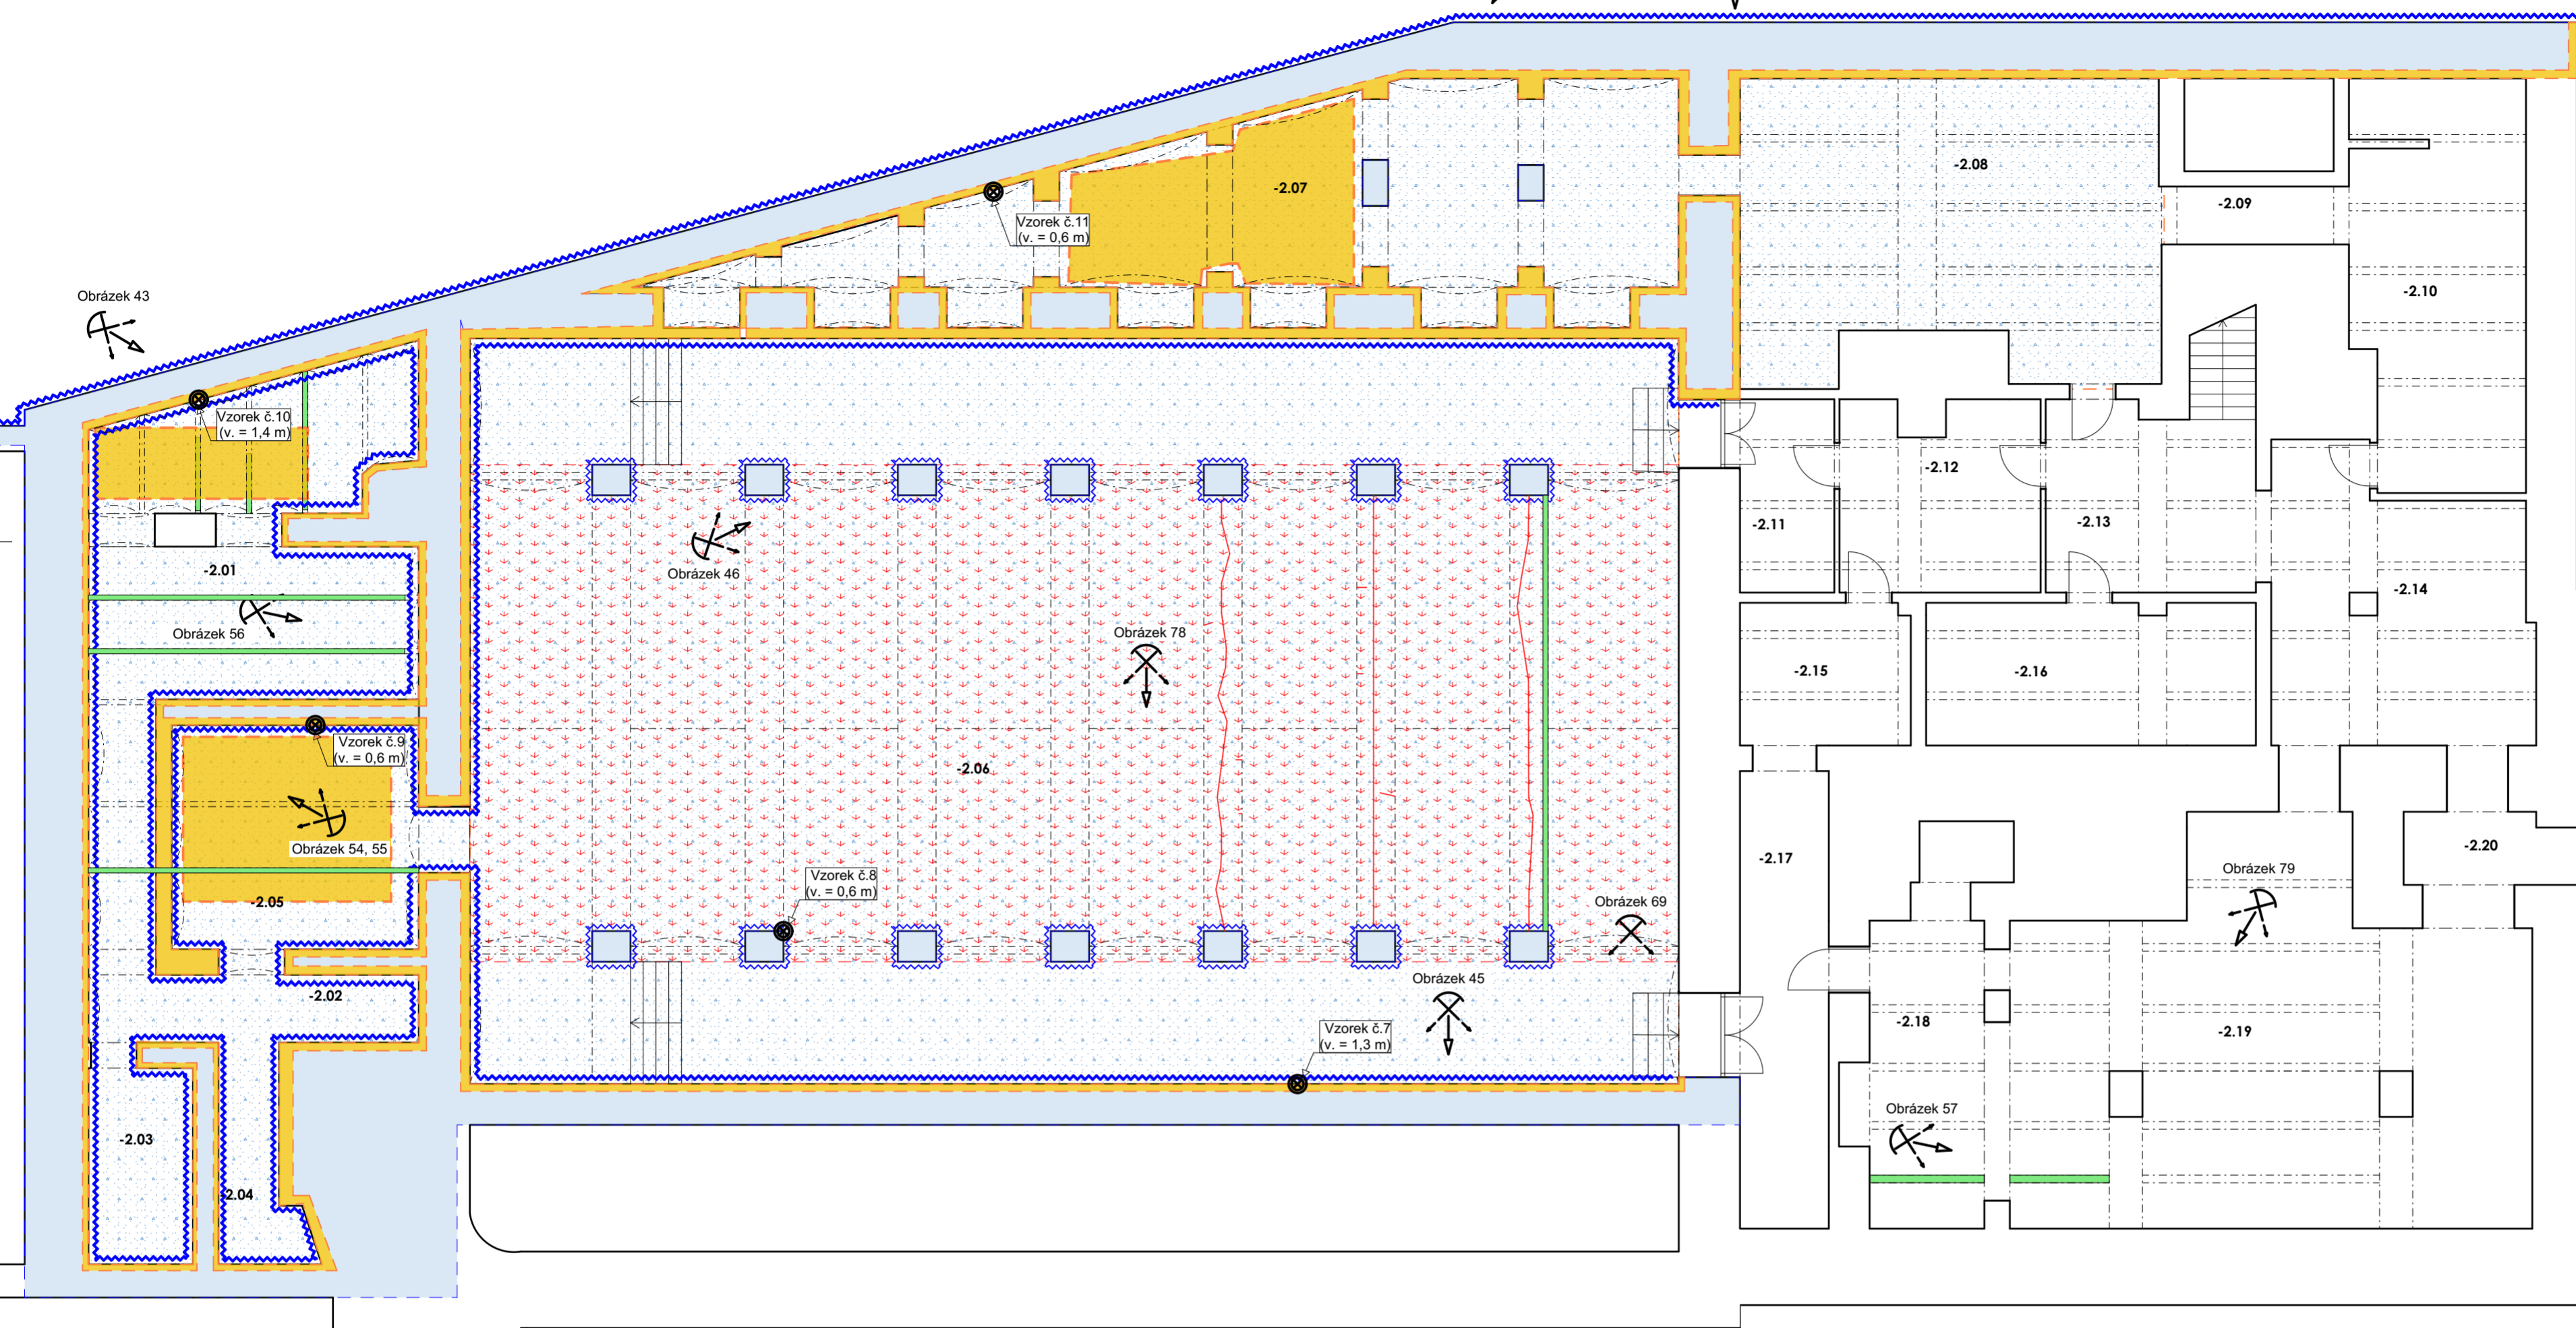 -2.08
-2.07
-2.09
Vzorek č.11
(v. = 0,6 m)
-2.10
Obrázek 43
Vzorek č.10
(v. = 1,4 m)
-2.12
-2.11
-2.13
Obrázek 46
-2.01
-2.14
Obrázek 56
Obrázek 78
-2.15
-2.16
Vzorek č.9
(v. = 0,6 m)
-2.06
Obrázek 54, 55
-2.17
-2.20
Vzorek č.8
(v. = 0,6 m)
Obrázek 79
-2.05
Obrázek 69
Obrázek 45
-2.02
-2.18
Vzorek č.7
(v. = 1,3 m)
-2.19
Obrázek 57
-2.03
-2.04